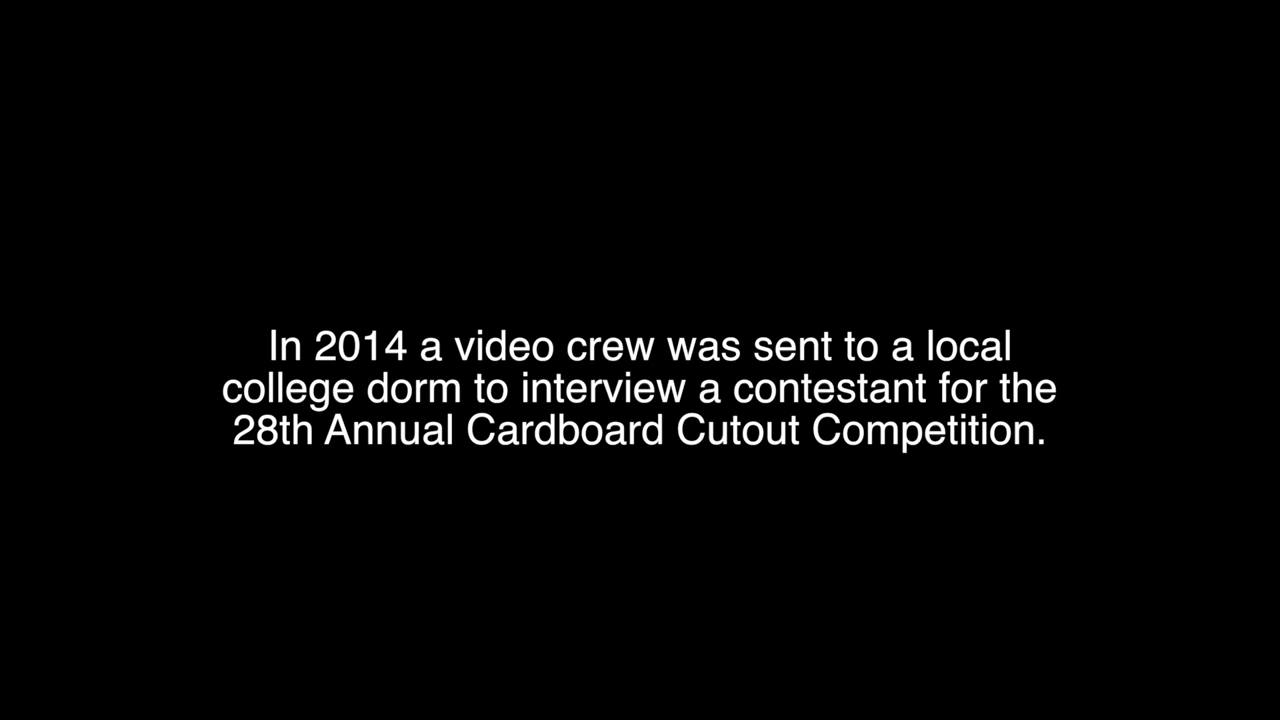 In 2014 a video crew was sent to a local
college dorm to interview a contestant for the
28th Annual Cardboard Cutout Competition.